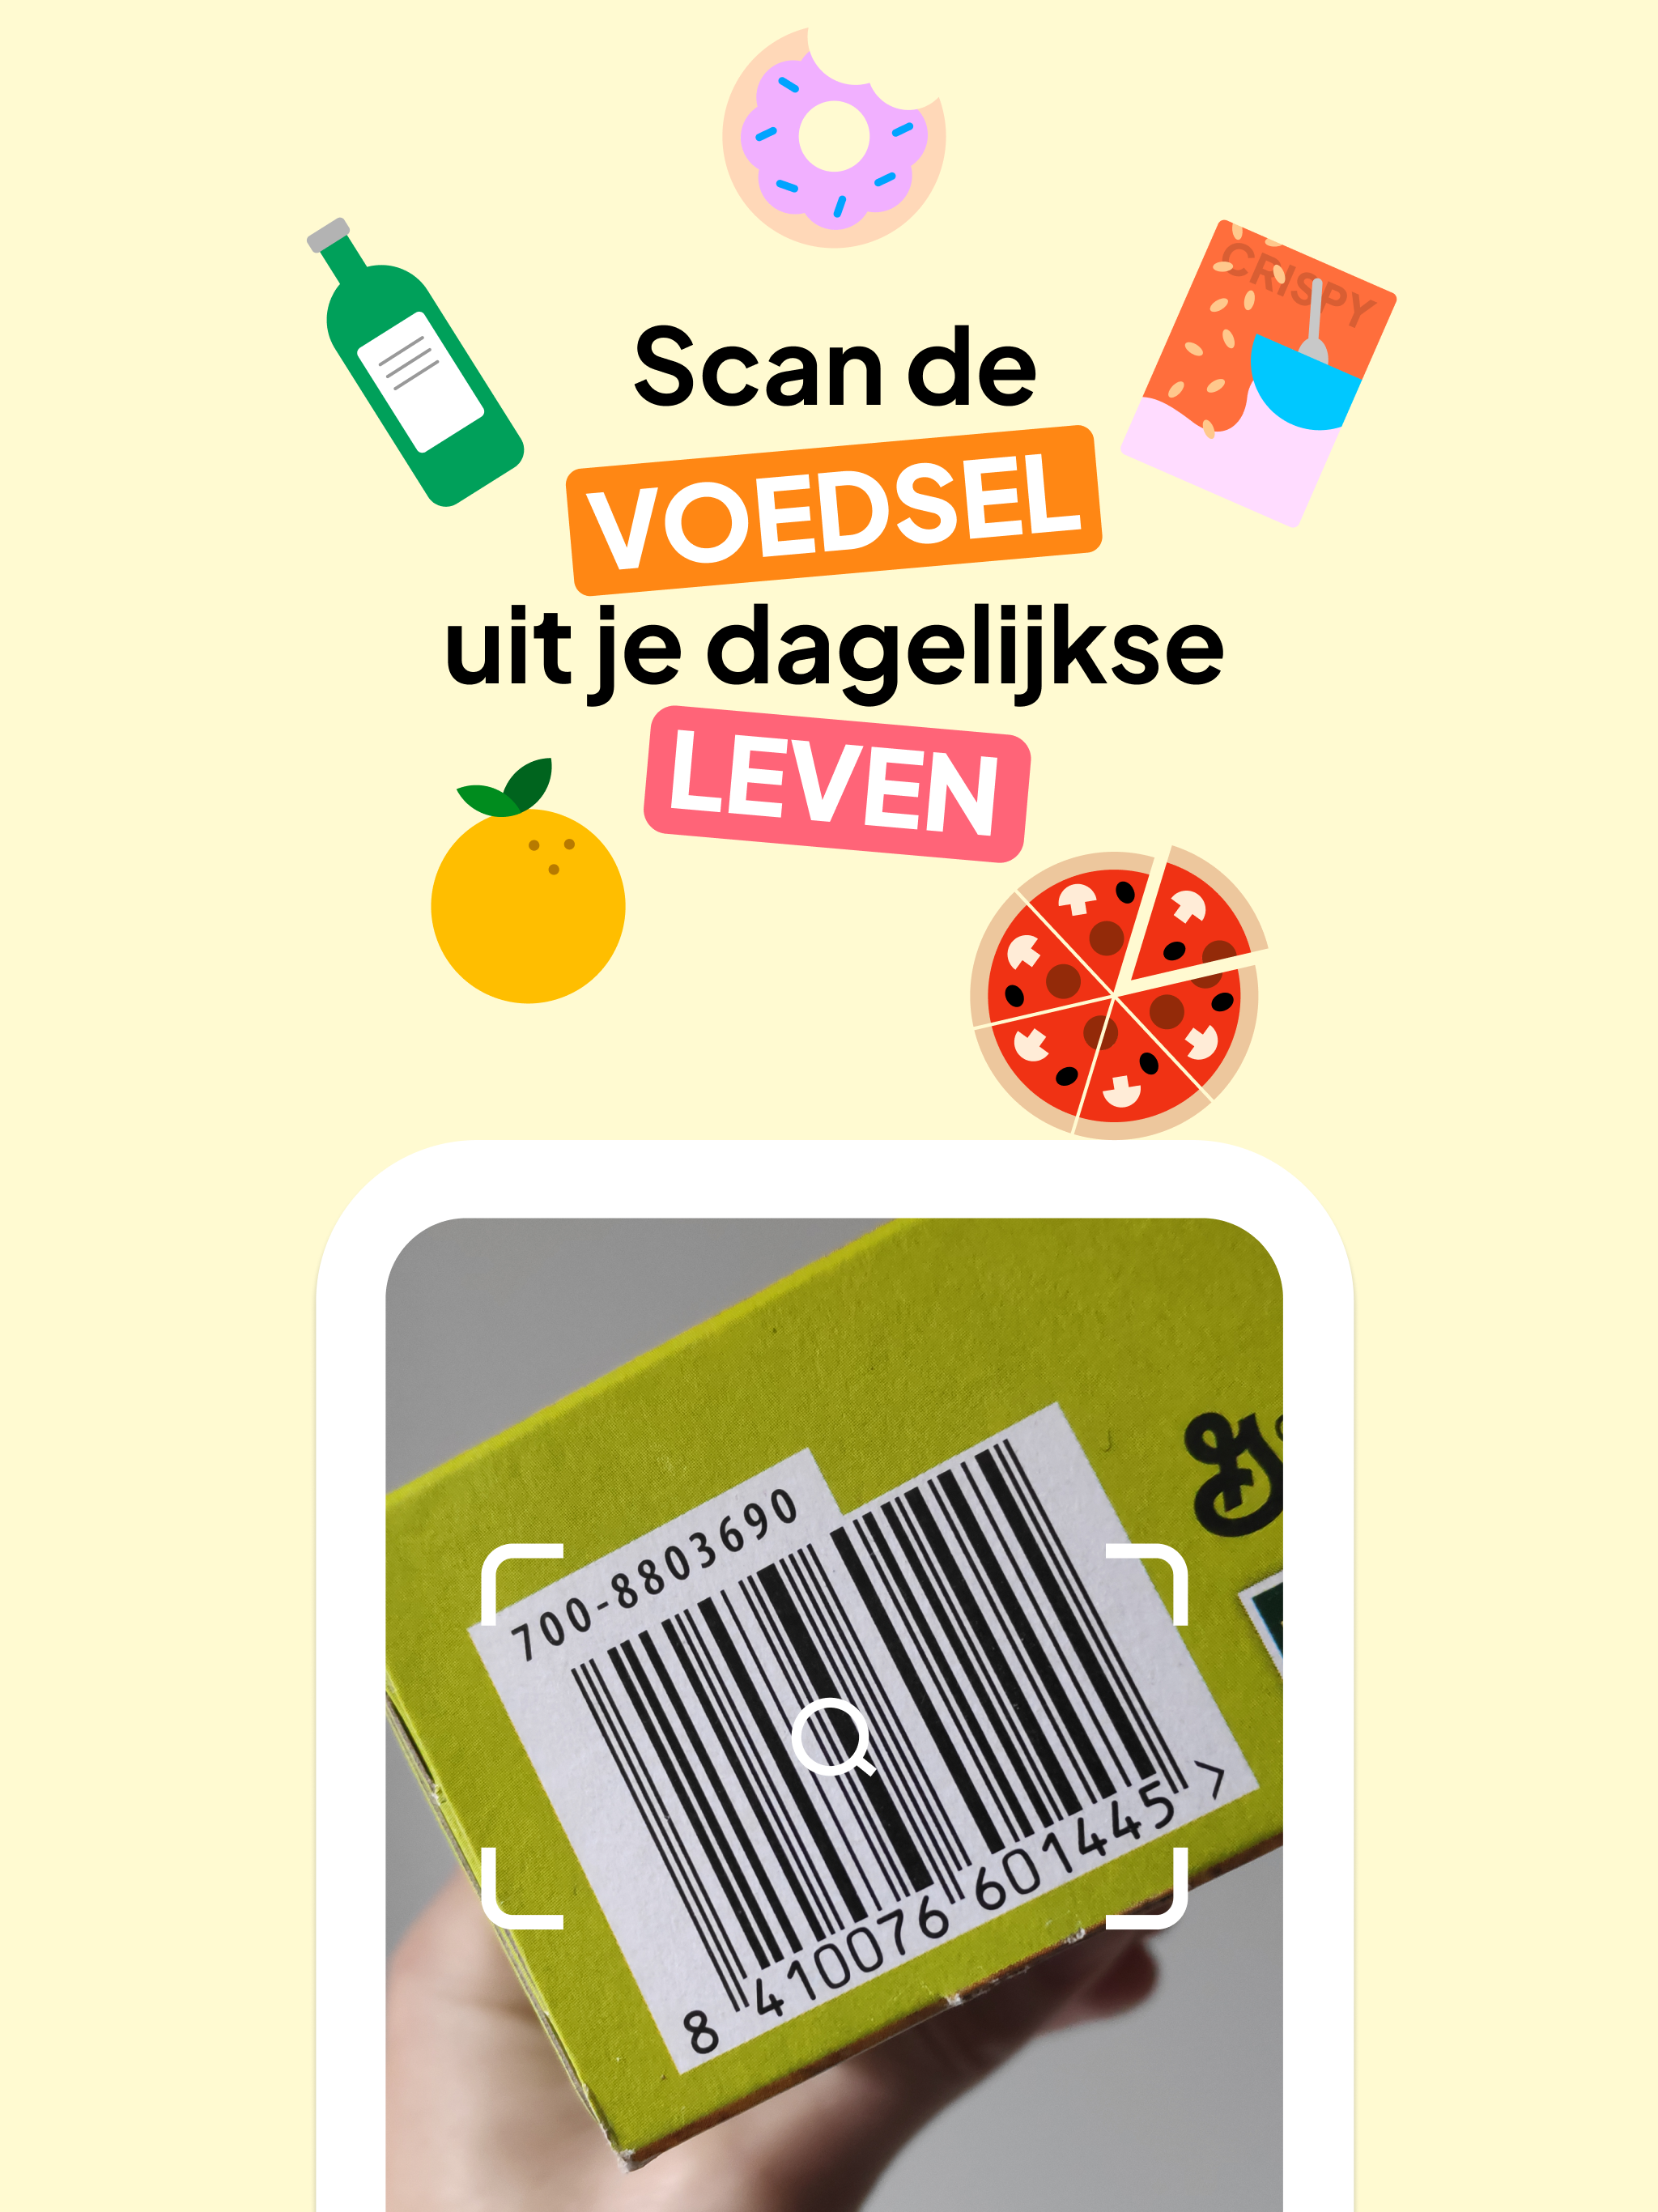 CRISPY
Scan de
VOEDSEL
uit je dagelijkse
LEVEN
700-8803690
8 410076 601445 >